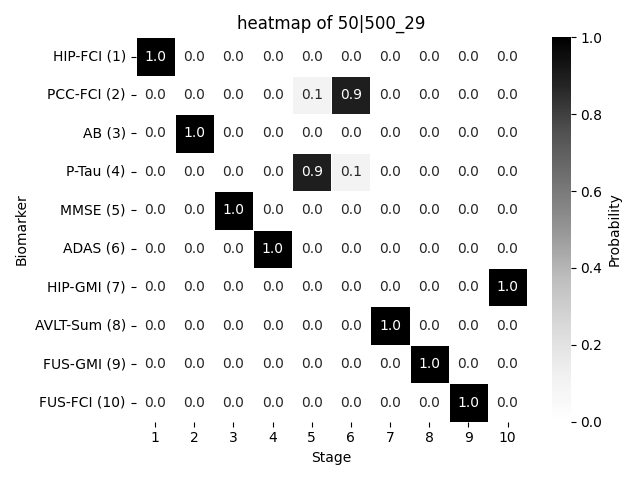 heatmap of 50|500_29
HIP-FCI (1) 1.0 0.0 0.0 0.0 0.0 0.0 0.0 0.0 0.0 0.0
PCC-FCI (2) 0.0 0.0 0.0 0.0 0.1 0.9 0.0 0.0 0.0 0.0
AB (3) 0.0 1.0 0.0 0.0 0.0 0.0 0.0 0.0 0.0 0.0
P-Tau (4) 0.0 0.0 0.0 0.0 0.9 0.1 0.0 0.0 0.0 0.0
MMSE (5) 0.0 0.0 1.0 0.0 0.0 0.0 0.0 0.0 0.0 0.0
ADAS (6) 0.0 0.0 0.0 1.0 0.0 0.0 0.0 0.0 0.0 0.0
HIP-GMI (7) 0.0 0.0 0.0 0.0 0.0 0.0 0.0 0.0 0.0 1.0
AVLT-Sum (8) 0.0 0.0 0.0 0.0 0.0 0.0 1.0 0.0 0.0 0.0
FUS-GMI (9) 0.0 0.0 0.0 0.0 0.0 0.0 0.0 1.0 0.0 0.0
FUS-FCI (10) 0.0 0.0 0.0 0.0 0.0 0.0 0.0 0.0 1.0 0.0
1 2 3 4 5 6 7 8 9 10
Stage
Biomarker
1.0
0.8
0.6
0.4
0.2
0.0
Probability